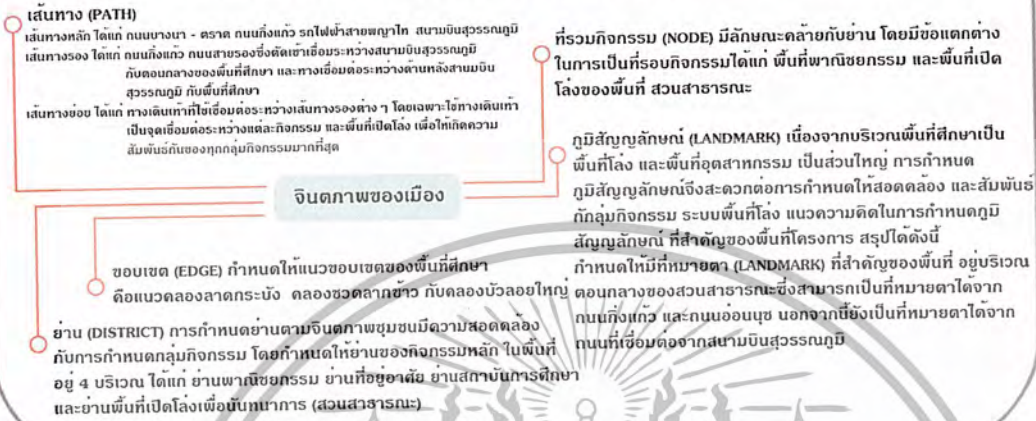 เส้นทาง (PATH)
เส้นทางหลัก ได้แก่ ถนนบางนา - ตราด ถนนกิ่งแก้ว รถไฟฟ้าสายพญาไท สนามบินสุวรรณภูมิ
เส้นทางรอง ได้แก่ ถนนกิ่งแก้ว ถนนสายรองซึ่งตัดเข้าเชื่อมระหว่างสนามบินสุวรรณภูมิ
กับตอนกลางของพื้นที่ศึกษา และทางเชื่อมต่อระหว่างด้านหลังสานมบิน
สุวรรณภูมิ กับพื้นที่ศึกษา
เส้นทางย่อย ได้แก่ ทางเดินเท้าที่ใช้เชื่อมต่อระหว่างเส้นทางรองต่าง ๆ โดยเฉพาะใช้ทางเดินเท้า
เป็นจุดเชื่อมต่อระหว่างแต่ละกิจกรรม และพื้นที่เปิดโล่ง เพื่อให้เกิดความ
สัมพันธ์กันของทุกกลุ่มกิจกรรมมากที่สุด
จินตภาพของเมือง
ขอบเขต (EDGE) กำหนดให้แนวขอบเขตของพื้นที่ศึกษา
คือแนวคลองลาดกระบัง คลองชวดลากข้าว กับคลองบัวลอยใหญ่
ย่าน (DISTRICT) การกำหนดย่านตามจินตภาพชุมชนมีความสอดคล้อง
กับการกำหนดกลุ่มกิจกรรม โดยกำหนดให้ย่านของกิจกรรมหลัก ในพื้นที่
อยู่ 4 บริเวณ ได้แก่ ย่านพาณิชยกรรม ย่านที่อยู่อาศัย ย่านสถาบันการศึกษา
และย่านพื้นที่เปิดโล่งเพื่อนันทนาการ (สวนสาธารณะ)
ที่รวมกิจกรรม (NODE) มีลักษณะคล้ายกับย่าน โดยมีข้อแตกต่าง
ในการเป็นที่รอบกิจกรรมได้แก่ พื้นที่พาณิชยกรรม และพื้นที่เปิด
โล่งของพื้นที่ สวนสาธารณะ
ภูมิสัญญลักษณ์ (LANDMARK) เนื่องจากบริเวณพื้นที่ศึกษาเป็น
พื้นที่โล่ง และพื้นที่อุตสาหกรรม เป็นส่วนใหญ่ การกำหนด
ภูมิสัญญลักษณ์จึงสะดวกต่อการกำหนดให้สอดคล้อง และสัมพันธ์
กับกลุ่มกิจกรรม ระบบพื้นที่โล่ง แนวความคิดในการกำหนดภูมิ
สัญญลักษณ์ ที่สำคัญของพื้นที่โครงการ สรุปได้ดังนี้
กำหนดให้มีที่หมายตา (LANDMARK) ที่สำคัญของพื้นที่ อยู่บริเวณ
ตอนกลางของสวนสาธารณะซึ่งสามารถเป็นที่หมายตาได้จาก
ถนนกิ่งแก้ว และถนนอ่อนนุช นอกจากนี้ยังเป็นที่หมายตาได้จาก
ถนนที่เชื่อมต่อจากสนามบินสุวรรณภูมิ